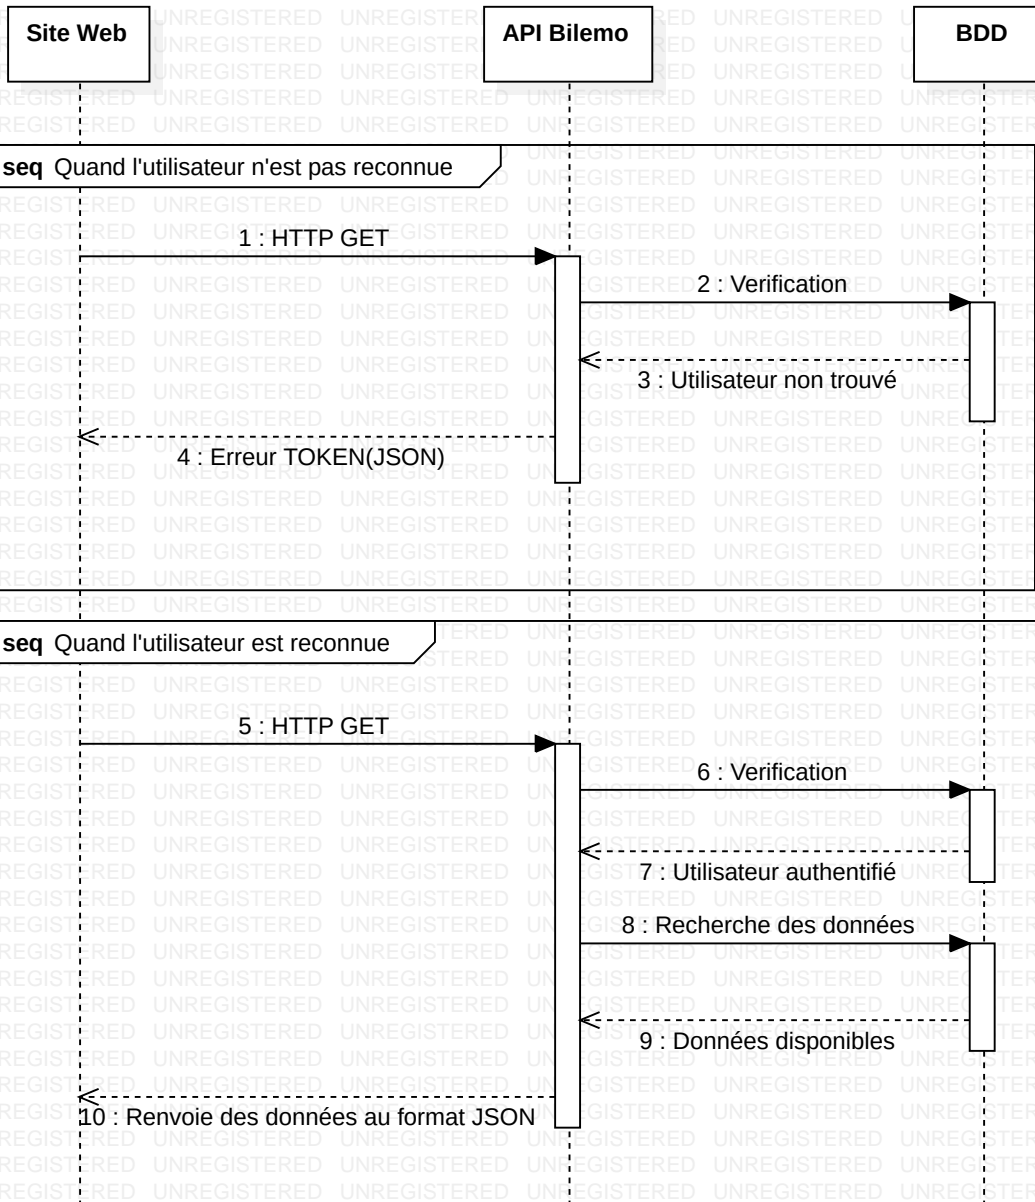 Site Web
API Bilemo
BDD
seq Quand l'utilisateur n'est pas reconnue
1 : HTTP GET
2 : Verification
3 : Utilisateur non trouvé
4 : Erreur TOKEN(JSON)
seq Quand l'utilisateur est reconnue
5 : HTTP GET
6 : Verification
7 : Utilisateur authentifié
8 : Recherche des données
9 : Données disponibles
10 : Renvoie des données au format JSON
UNREGISTERED